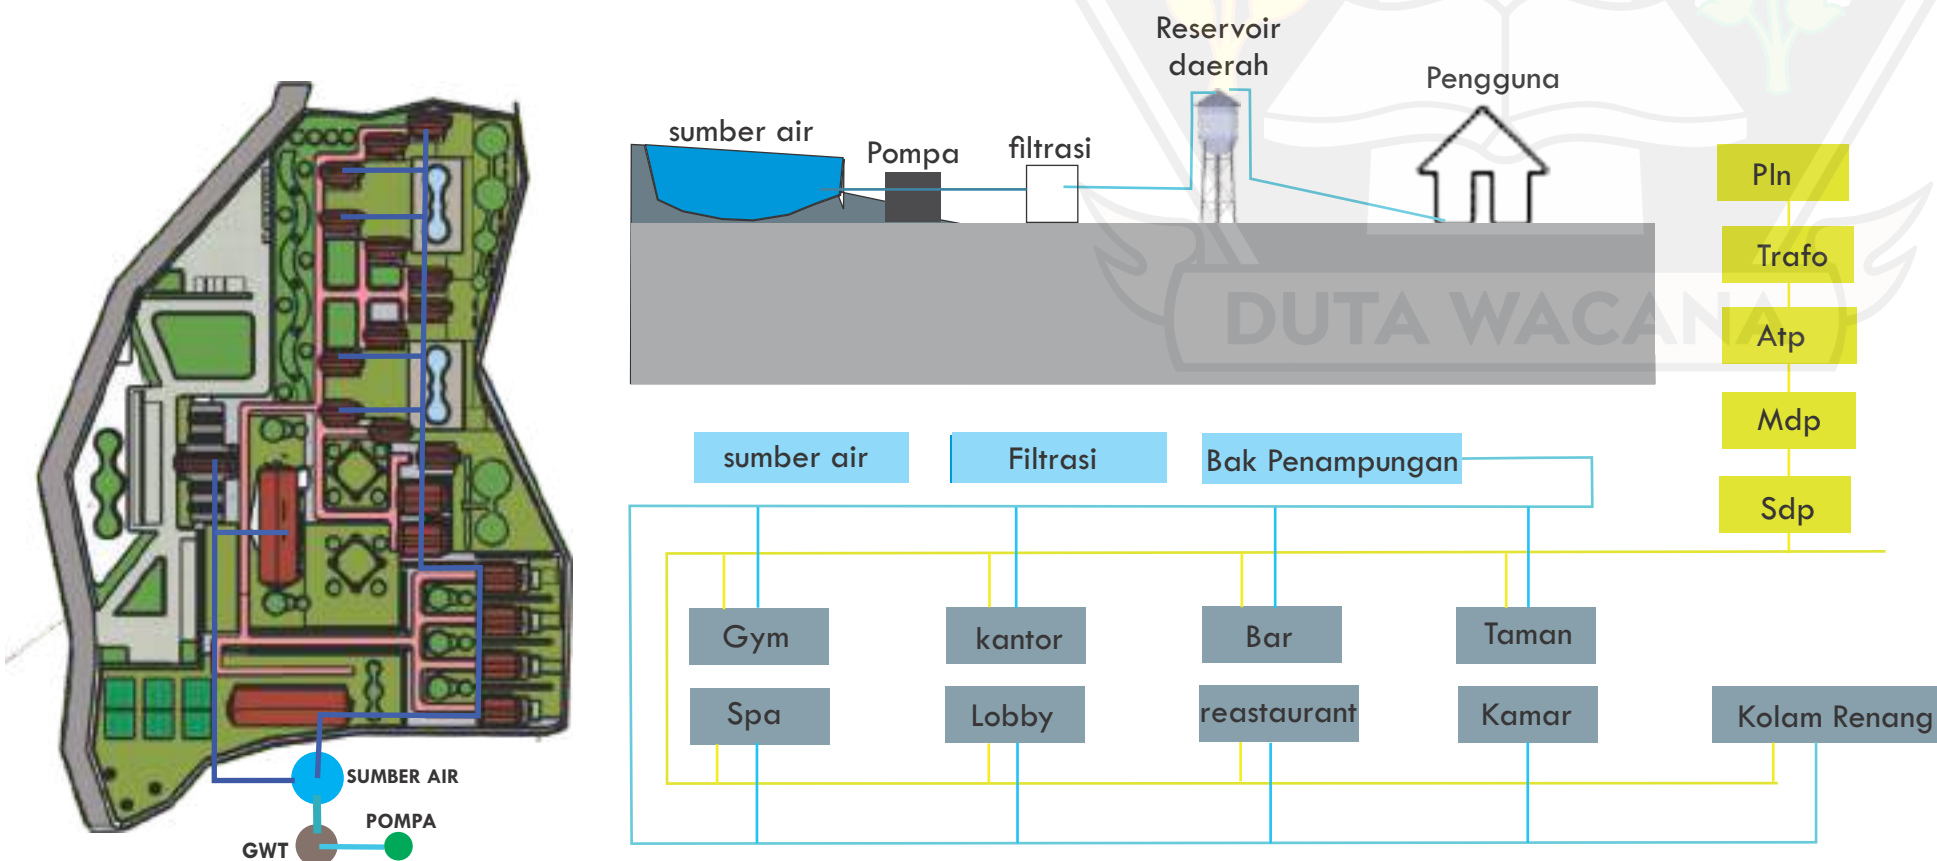 Reservoir
daerah
Pengguna
sumber air
Pompa
filtrasi
Pln
Trafo
DUTA WACANA
Atp
Mdp
sumber air
Filtrasi
Bak Penampungan
Sdp
Gym
kantor
Bar
Taman
Spa
Lobby
reastaurant
Kamar
Kolam Renang
SUMBER AIR
POMPA
GWT